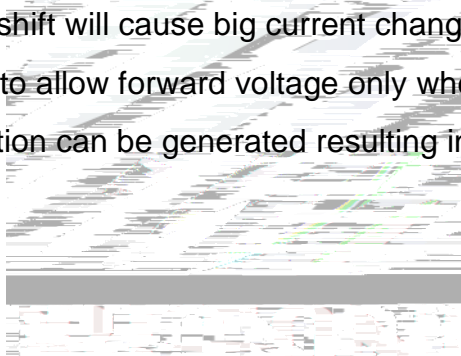 shift will cause big current chang
to allow forward voltage only whe
tion can be generated resulting in